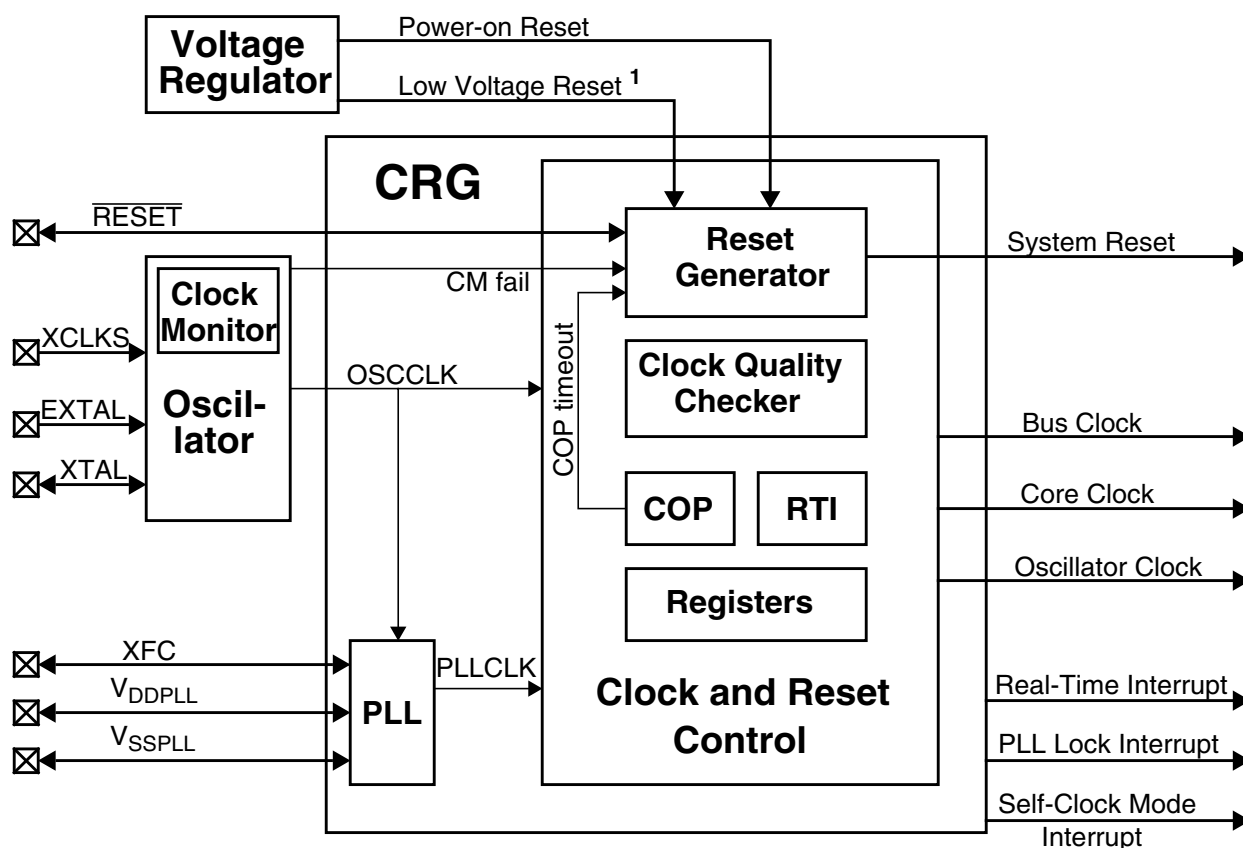 Voltage
Regulator
Power-on Reset
Low Voltage Reset 1
CRG
RESET
Reset
Generator
System Reset
CM fail
Clock
Monitor
XCLKS
OSCCLK
COP timeout
Clock Quality
Checker
EXTAL
Oscil-
lator
Bus Clock
XTAL
COP
RTI
Core Clock
Registers
Oscillator Clock
XFC
PLLCLK
VDDPLL
PLL
VSSPLL
Clock and Reset
Control
Real-Time Interrupt
PLL Lock Interrupt
Self-Clock Mode
Interrupt